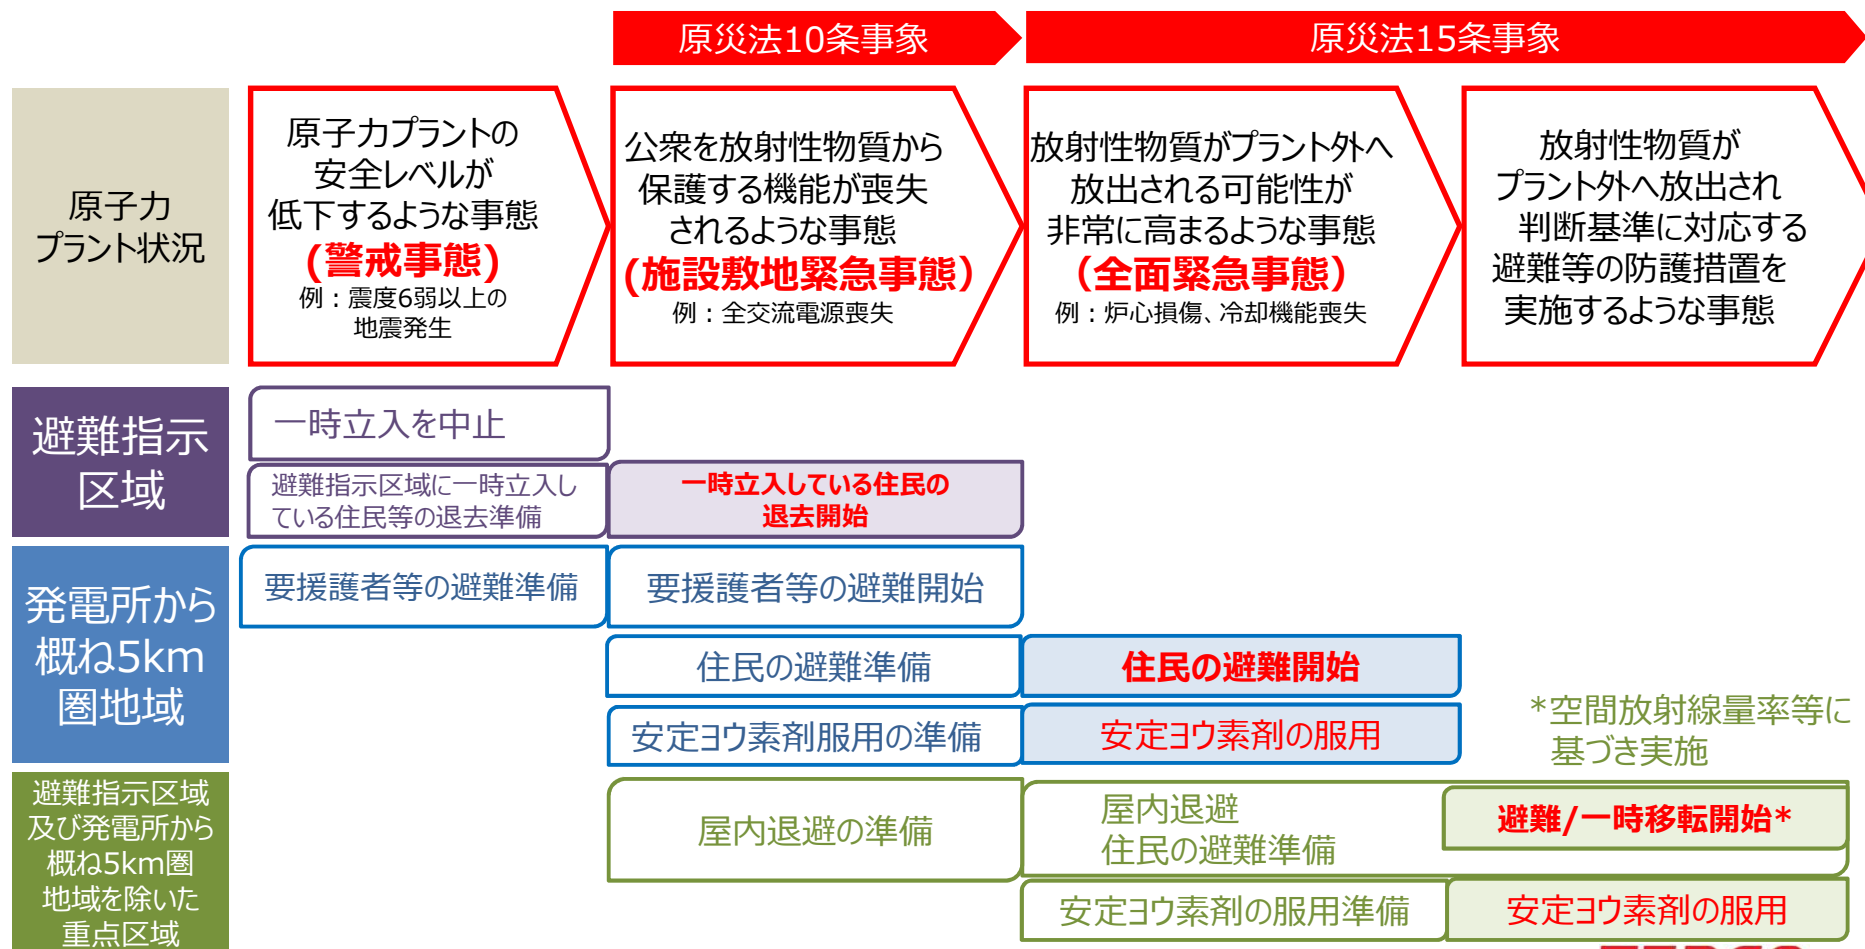 原災法10条事象
原災法15条事象
原子力
プラント状況
原子力プラントの
安全レベルが
低下するような事態
(警戒事態)
例：震度6弱以上の
地震発生
公衆を放射性物質から
保護する機能が喪失
されるような事態
(施設敷地緊急事態)
例：全交流電源喪失
放射性物質がプラント外へ
放出される可能性が
非常に高まるような事態
（全面緊急事態）
例：炉心損傷、冷却機能喪失
放射性物質が
プラント外へ放出され
判断基準に対応する
避難等の防護措置を
実施するような事態
避難指示
区域
一時立入を中止
避難指示区域に一時立入し
ている住民等の退去準備
一時立入している住民の
退去開始
発電所から
概ね5km
圏地域
要援護者等の避難準備
要援護者等の避難開始
住民の避難準備
住民の避難開始
安定ヨウ素剤服用の準備
安定ヨウ素剤の服用
*空間放射線量率等に
基づき実施
避難指示区域
及び発電所から
概ね5km圏
地域を除いた
重点区域
屋内退避の準備
屋内退避
住民の避難準備
避難/一時移転開始*
安定ヨウ素剤の服用準備
安定ヨウ素剤の服用